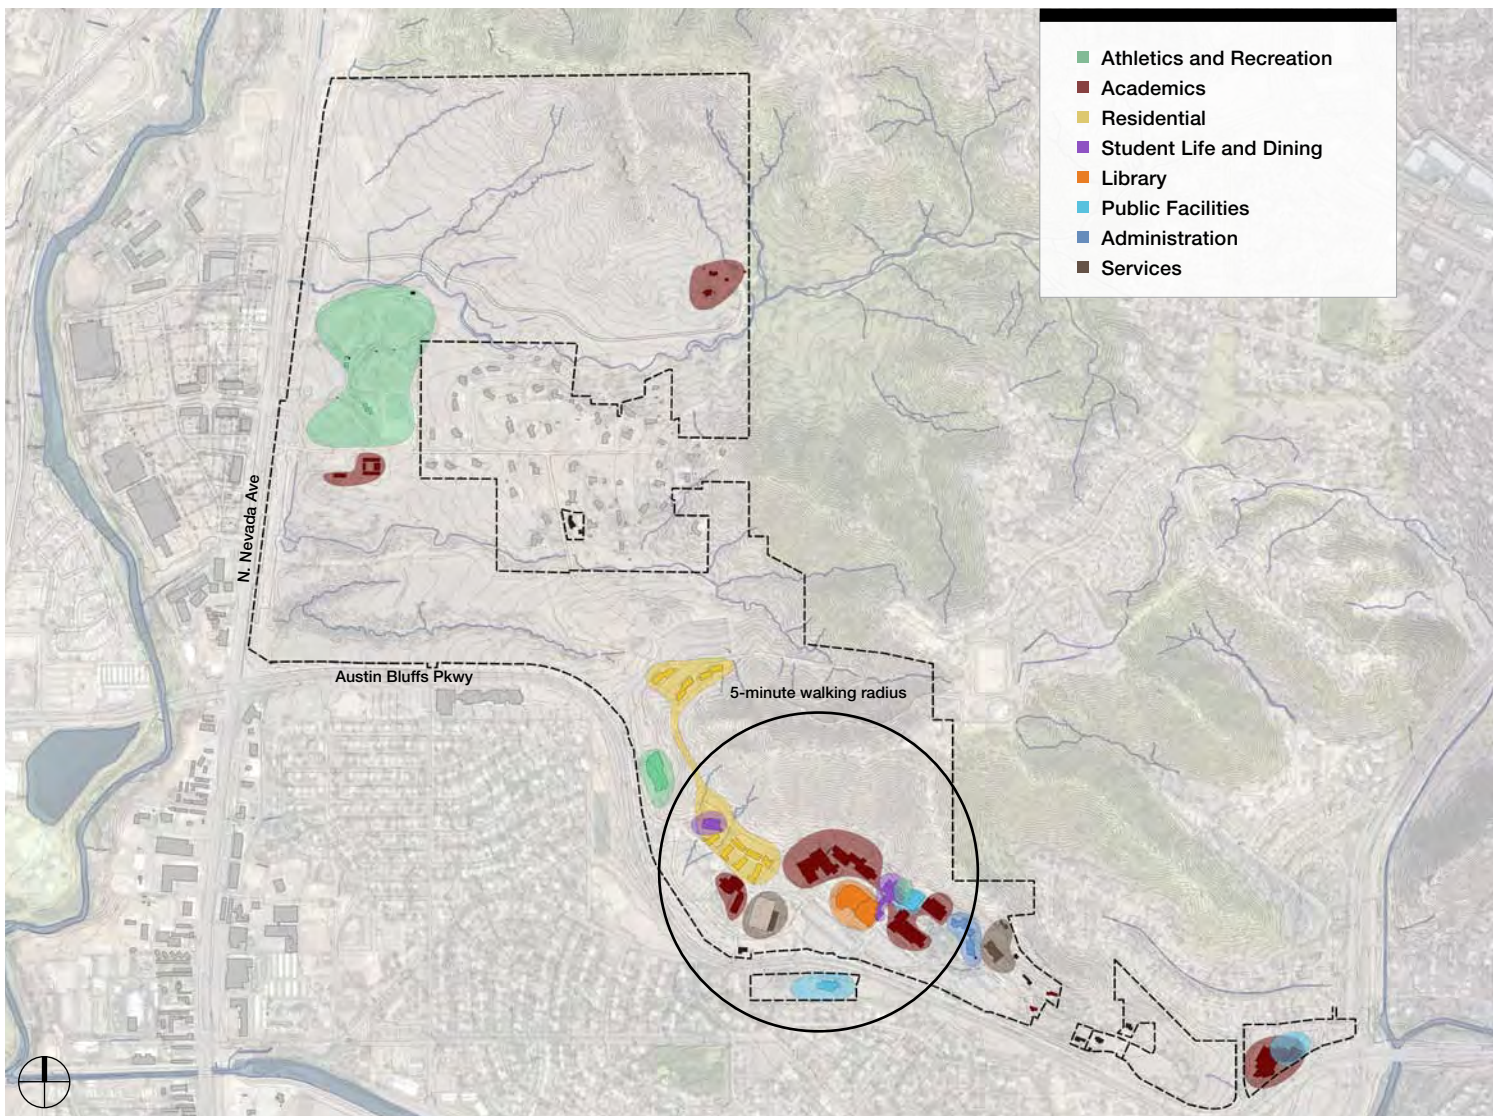 Athletics and Recreation
Academics
Residential
Student Life and Dining
Library
Public Facilities
Administration
Services
N. Nevada Ave
Austin Bluffs Pkwy
5-minute walking radius